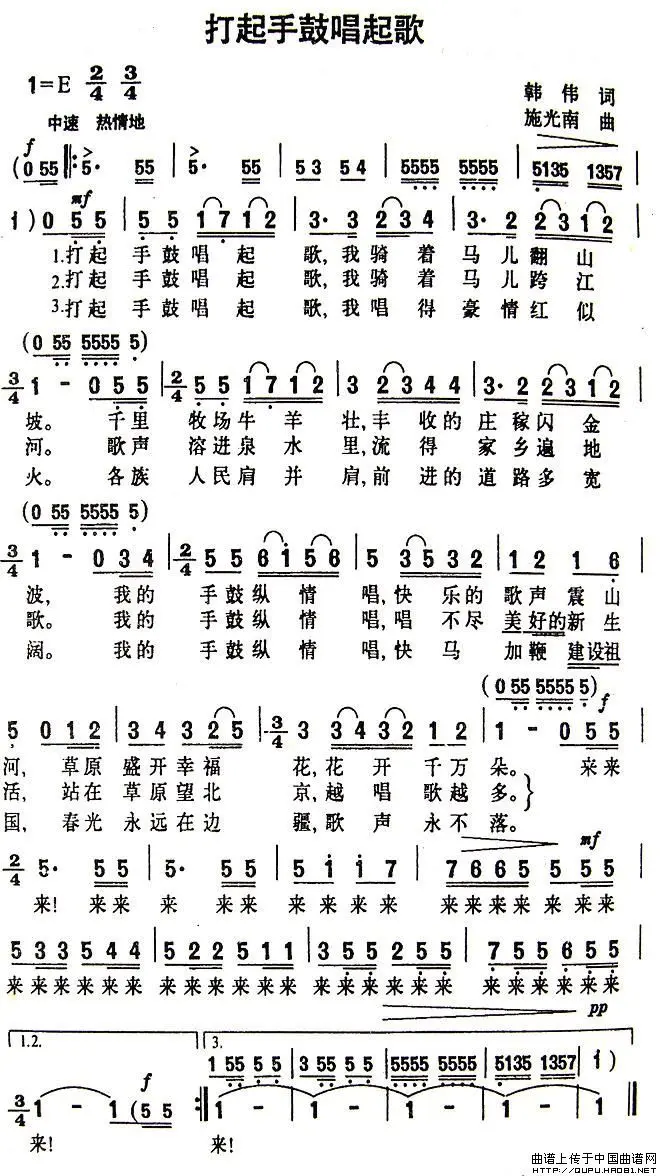 打起手鼓唱起歌
1=E 2/4 3/4
韩伟 词
中速 热情地
施光南 曲
f
(0 55 5· 55 5· 55 53 54 5555 5555 5135 1357
mf
i) 0 5 5 5 5 1 7 1 2 3· 3 2 3 4 3· 2 2 3 1 2
1.打起 手鼓唱起 歌,我骑着 马儿翻山
2.打起 手鼓唱起 歌,我骑着 马儿跨江
3.打起 手鼓唱起 歌,我唱得 豪情红似
(0 55 5555 5)
3/4 1 - 0 5 5 2/4 5 5 1 7 1 2 3 2 3 4 4 3· 2 2 3 1 2
坡。 千里 牧场牛羊 壮,丰收的 庄稼闪金
河。 歌声 溶进泉水 里,流得 家乡遍地
火。 各族 人民肩并 肩,前进的 道路多宽
(0 55 5555 5)
3/4 1 - 0 3 4 2/4 5 5 6 i 5 6 5 3 5 3 2 1 2 1 6
波, 我的 手鼓纵情 唱,快乐的 歌声震山
歌。 我的 手鼓纵情 唱,唱不尽 美好的新生
阔。 我的 手鼓纵情 唱,快马 加鞭 建设祖
(0 55 5555 5)
f
5 0 1 2 3 4 3 2 5 3/4 3 3 4 3 2 1 2 1 - 0 5 5
河, 草原 盛开幸福 花,花开千万 朵。 来来
活, 站在 草原望北 京,越唱歌越 多。}
国, 春光 永远在边 疆,歌声永不 落。
mf
2/4 5· 5 5 5· 5 5 5 i i 7 7 6 6 5 5 5 5
来! 来来 来 来来 来来来来 来来来来来来来
5 3 3 5 4 4 5 2 2 5 1 1 3 5 5 2 5 5 7 5 5 6 5 5
来来来来来来 来来来来来来 来来来来来来 来来来来来来
pp
1.2. 3.
1 55 5 5 3 55 5 5 5555 5555 5135 1357 i)
f
3/4 1 - 1 (5 5 1 - 1 - 1 - 1 - 1
来! 来!
曲谱上传于中国曲谱网
HTTP://QUPU.HAO81.NET